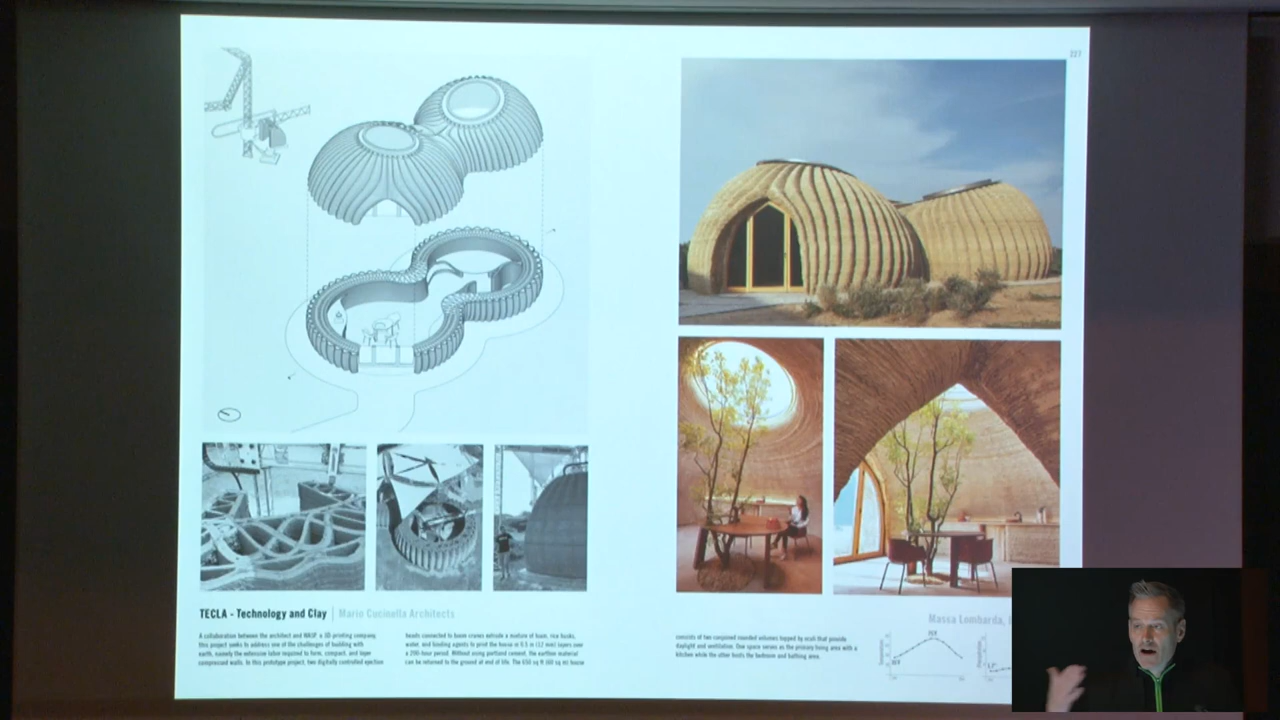 227
TECLA - Technology and Clay | Mario Cucinella Architects
A collaboration between the architect and WASP, a 3D printing company,
this project seeks to address one of the challenges of building with
earth, namely the extensive labor required to form, compact, and layer
compressed walls. In this prototype project, two digitally controlled ejection
heads connected to boom cranes extrude a mixture of loam, rice husks,
water, and binding agents to print the house in 0.5 in (12 mm) layers over
a 200-hour period. Without using portland cement, the earthen material
can be returned to the ground at end of life. The 650 sq ft (60 sq m) house
Massa Lombarda,
consists of two conjoined rounded volumes topped by oculi that provide
daylight and ventilation. One space serves as the primary living area with a
kitchen while the other hosts the bedroom and bathing area.